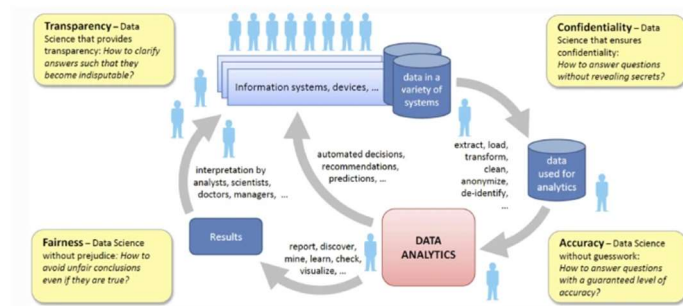 Transparency – Data
Science that provides
transparency: How to clarify
answers such that they
become indisputable?
Confidentiality – Data
Science that ensures
confidentiality:
How to answer questions
without revealing secrets?
Information systems, devices, ...
data in a
variety of
systems
interpretation by
analysts, scientists,
doctors, managers, ...
automated decisions,
recommendations,
predictions, ...
extract, load,
transform,
clean,
anonymize,
de-identify,
...
data
used for
analytics
Results
report, discover,
mine, learn, check,
visualize, ...
DATA
ANALYTICS
Fairness – Data Science
without prejudice: How to
avoid unfair conclusions
even if they are true?
Accuracy – Data Science
without guesswork:
How to answer questions
with a guaranteed level of
accuracy?